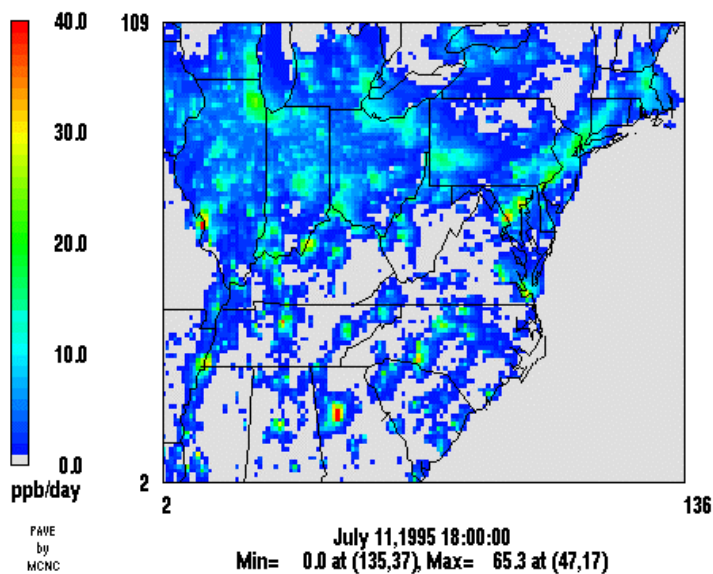 40.0
30.0
20.0
10.0
0.0
ppb/day
PAVE
by
MCNC
109
2
2
136
July 11,1995 18:00:00
Min= 0.0 at (135,37), Max= 65.3 at (47,17)